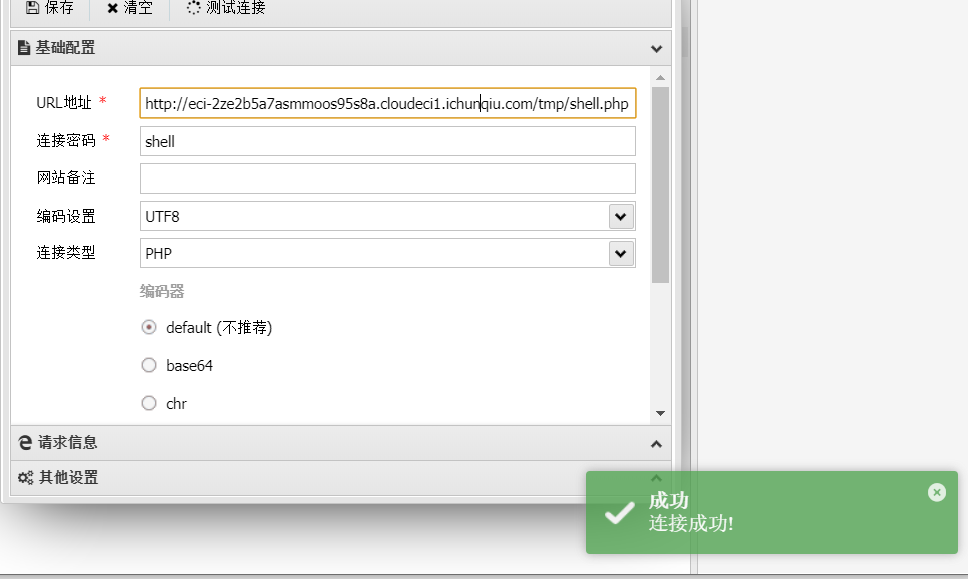 保存 清空 测试连接
基础配置
URL地址 * http://eci-2ze2b5a7asmmoos95s8a.cloudeci1.ichunqiu.com/tmp/shell.php
连接密码 * shell
网站备注
编码设置 UTF8
连接类型 PHP
编码器
default (不推荐)
base64
chr
请求信息
其他设置
成功
连接成功!